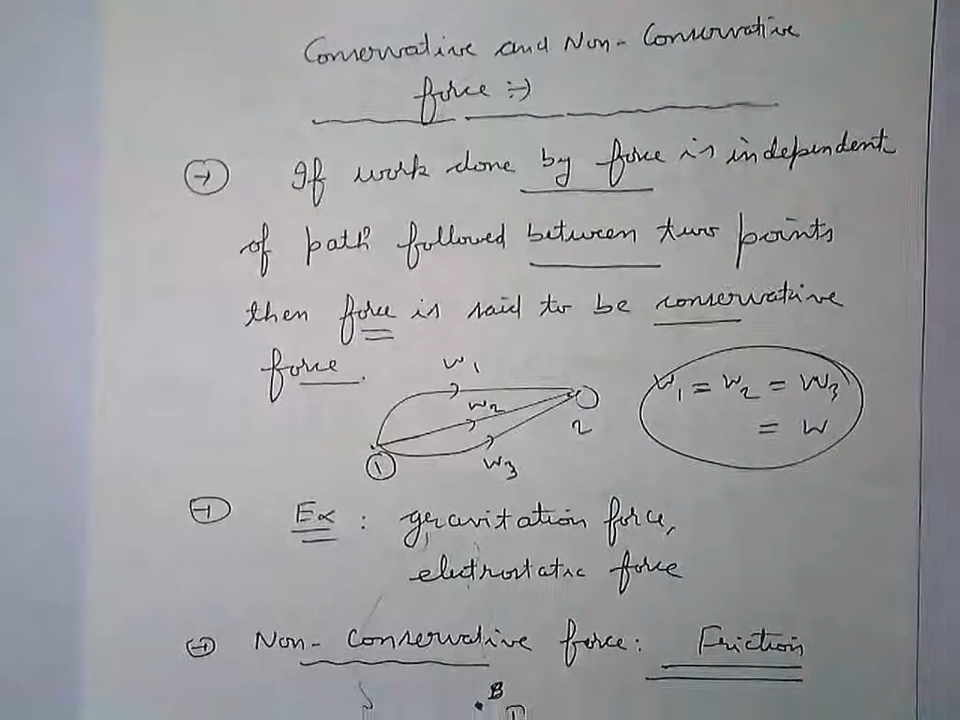 Conservative and Non-Conservative
force :-)
→ If work done by force is independent
of path followed between two points
then force is said to be conservative
force.
W1
W2
W3
1
2
W1 = W2 = W3
= W
→ Ex : gravitation force,
electrostatic force
→ Non-Conservative force: Friction
B